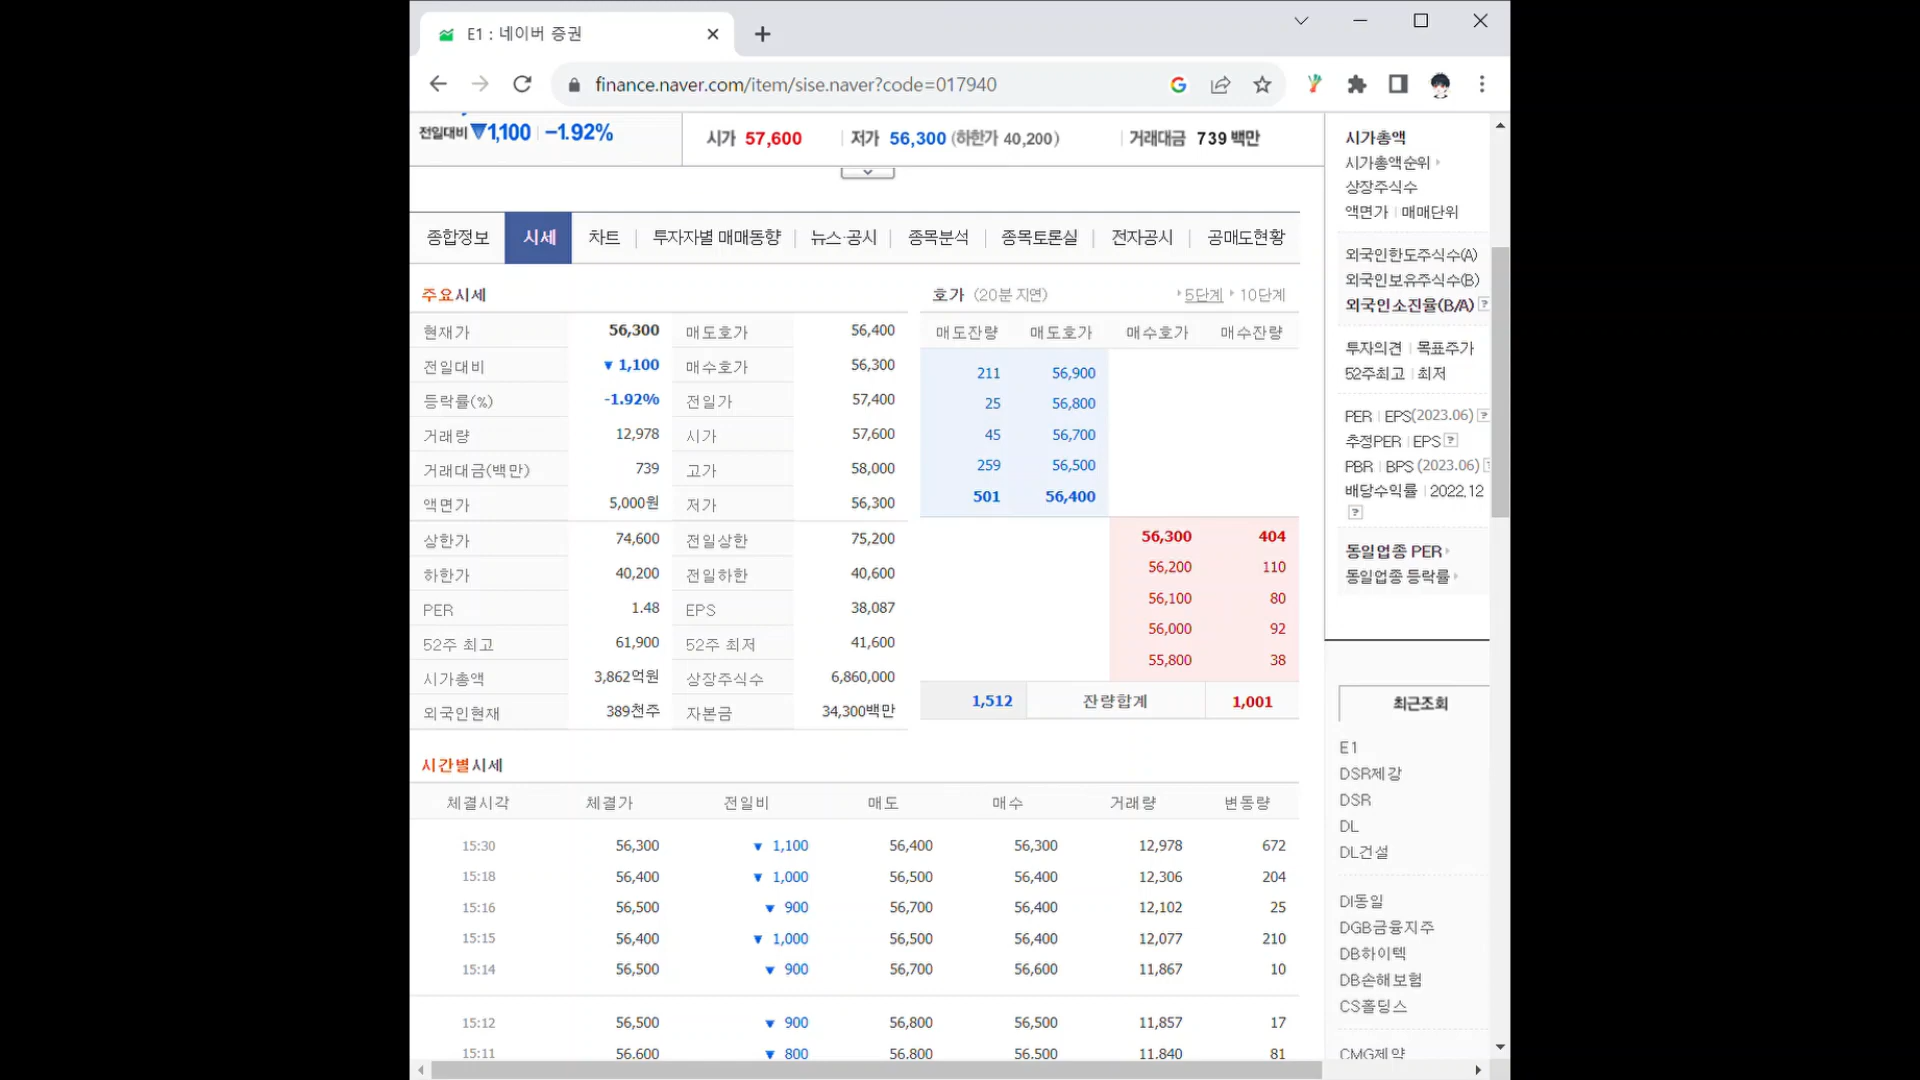 E1 : 네이버 증권
finance.naver.com/item/sise.naver?code=017940
전일대비 ▼1,100 −1.92%
시가 57,600 저가 56,300 (하한가 40,200) 거래대금 739 백만
종합정보 시세 차트 투자자별 매매동향 뉴스·공시 종목분석 종목토론실 전자공시 공매도현황
주요시세
현재가 56,300 매도호가 56,400
전일대비 ▼ 1,100 매수호가 56,300
등락률(%) -1.92% 전일가 57,400
거래량 12,978 시가 57,600
거래대금(백만) 739 고가 58,000
액면가 5,000원 저가 56,300
상한가 74,600 전일상한 75,200
하한가 40,200 전일하한 40,600
PER 1.48 EPS 38,087
52주 최고 61,900 52주 최저 41,600
시가총액 3,862억원 상장주식수 6,860,000
외국인현재 389천주 자본금 34,300백만
호가 (20분 지연) 5단계 10단계
매도잔량 매도호가 매수호가 매수잔량
211 56,900
25 56,800
45 56,700
259 56,500
501 56,400
56,300 404
56,200 110
56,100 80
56,000 92
55,800 38
1,512 잔량합계 1,001
시간별시세
체결시각 체결가 전일비 매도 매수 거래량 변동량
15:30 56,300 ▼ 1,100 56,400 56,300 12,978 672
15:18 56,400 ▼ 1,000 56,500 56,400 12,306 204
15:16 56,500 ▼ 900 56,700 56,400 12,102 25
15:15 56,400 ▼ 1,000 56,500 56,400 12,077 210
15:14 56,500 ▼ 900 56,700 56,600 11,867 10
15:12 56,500 ▼ 900 56,800 56,500 11,857 17
15:11 56,600 ▼ 800 56,800 56,500 11,840 81
시가총액
시가총액순위
상장주식수
액면가 | 매매단위
외국인한도주식수(A)
외국인보유주식수(B)
외국인소진율(B/A) ?
투자의견 | 목표주가
52주최고 | 최저
PER | EPS(2023.06) ?
추정PER | EPS ?
PBR | BPS (2023.06) ?
배당수익률 | 2022.12
?
동일업종 PER
동일업종 등락률
최근조회
E1
DSR제강
DSR
DL
DL건설
DI동일
DGB금융지주
DB하이텍
DB손해보험
CS홀딩스
CMG제약